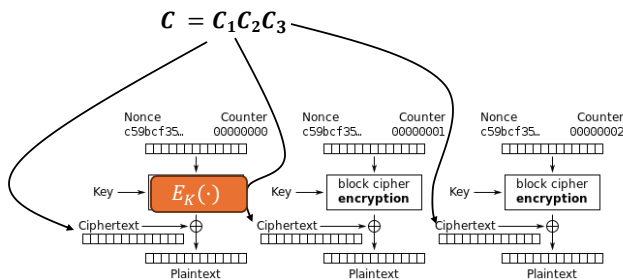 C = C₁C₂C₃
Nonce Counter Nonce Counter Nonce Counter
c59bcf35… 00000000 c59bcf35… 00000001 c59bcf35… 00000002
Key E_K(·) Key block cipher encryption Key block cipher encryption
Ciphertext Ciphertext Ciphertext
Plaintext Plaintext Plaintext